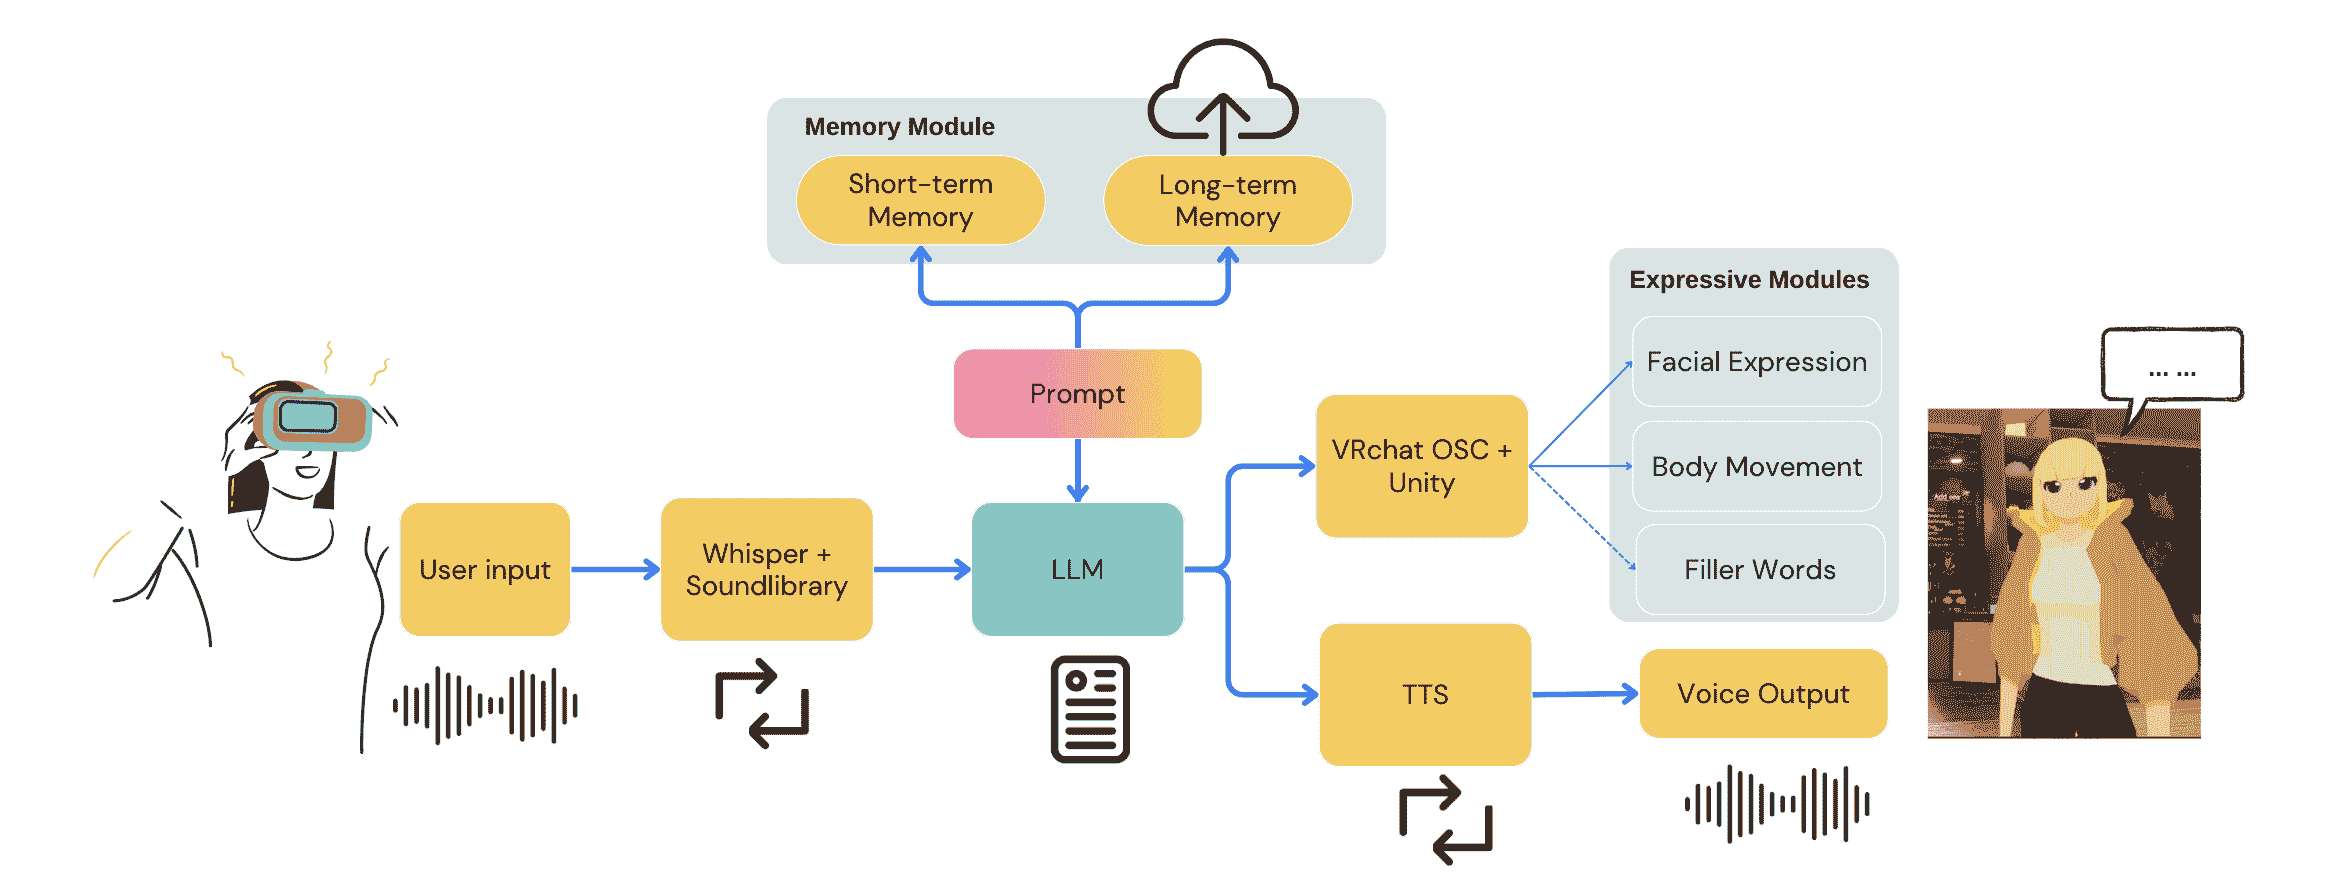 Memory Module
Short-term
Memory
Long-term
Memory
Prompt
User input
Whisper +
Soundlibrary
LLM
VRchat OSC +
Unity
TTS
Expressive Modules
Facial Expression
Body Movement
Filler Words
Voice Output
... ...